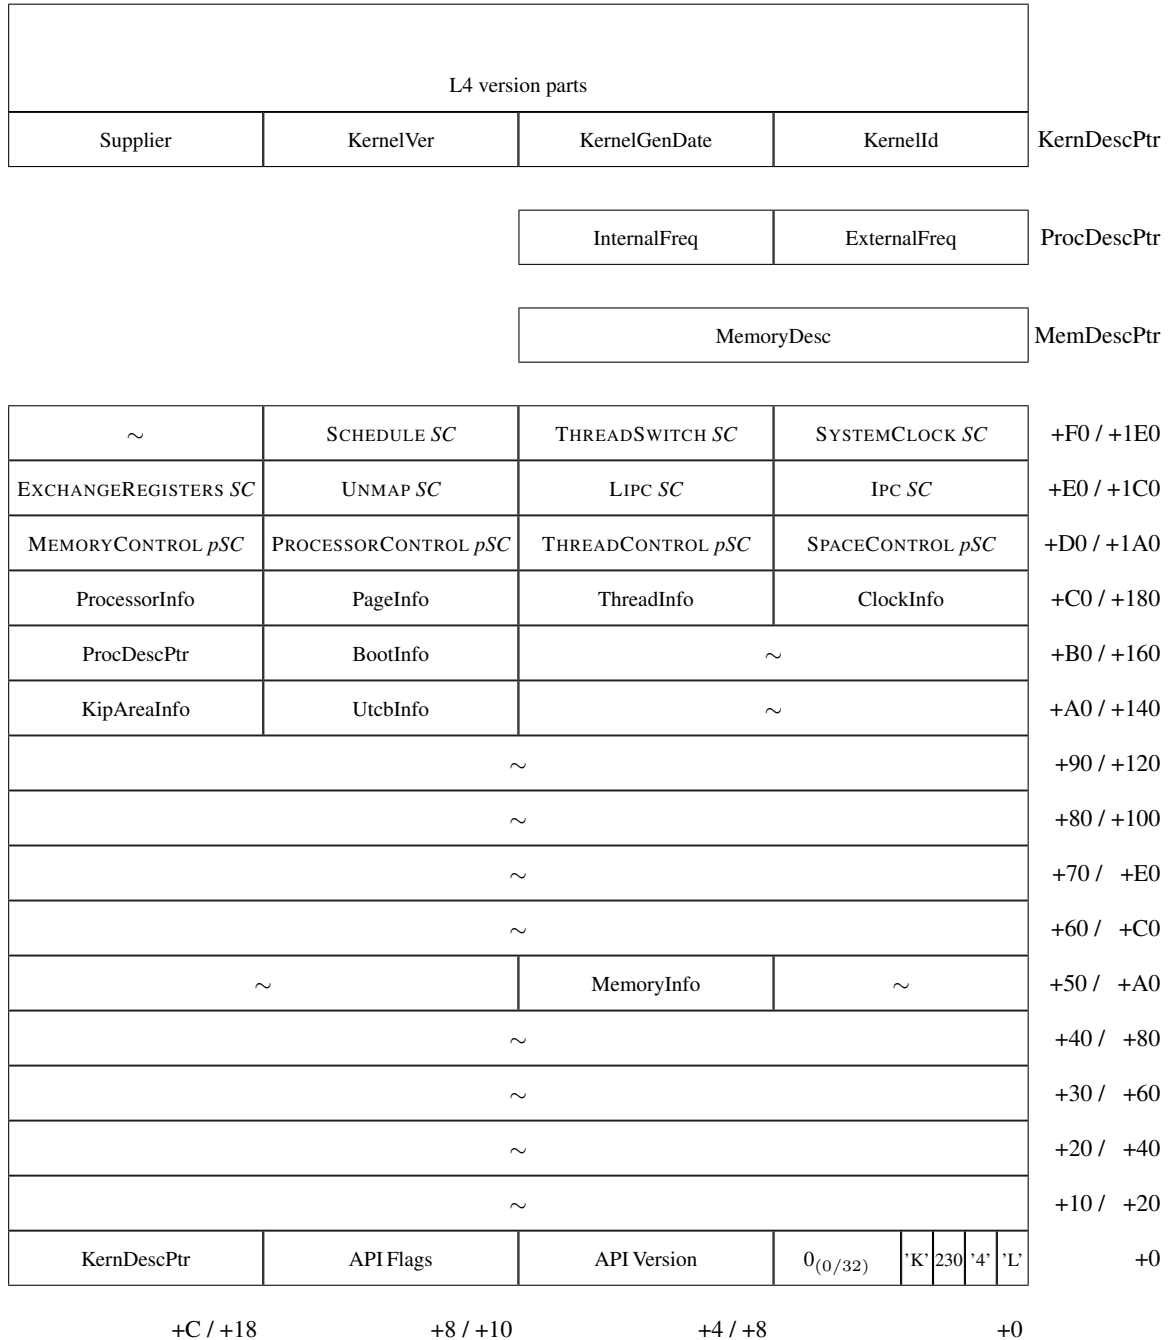 L4 version parts
Supplier KernelVer KernelGenDate KernelId KernDescPtr
InternalFreq ExternalFreq ProcDescPtr
MemoryDesc MemDescPtr
∼ SCHEDULE SC THREADSWITCH SC SYSTEMCLOCK SC +F0 / +1E0
EXCHANGEREGISTERS SC UNMAP SC LIPC SC IPC SC +E0 / +1C0
MEMORYCONTROL pSC PROCESSORCONTROL pSC THREADCONTROL pSC SPACECONTROL pSC +D0 / +1A0
ProcessorInfo PageInfo ThreadInfo ClockInfo +C0 / +180
ProcDescPtr BootInfo ∼ +B0 / +160
KipAreaInfo UtcbInfo ∼ +A0 / +140
∼ +90 / +120
∼ +80 / +100
∼ +70 / +E0
∼ +60 / +C0
∼ MemoryInfo ∼ +50 / +A0
∼ +40 / +80
∼ +30 / +60
∼ +20 / +40
∼ +10 / +20
KernDescPtr API Flags API Version 0(0/32) 'K' 230 '4' 'L' +0
+C / +18 +8 / +10 +4 / +8 +0